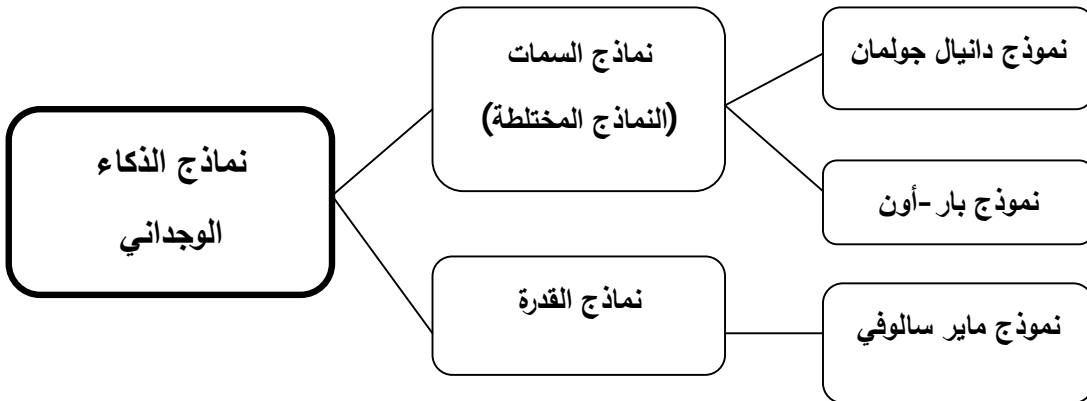 نماذج الذكاء
الوجداني
نماذج السمات
(النماذج المختلطة)
نموذج دانيال جولمان
نموذج بار -أون
نماذج القدرة
نموذج ماير سالوفي